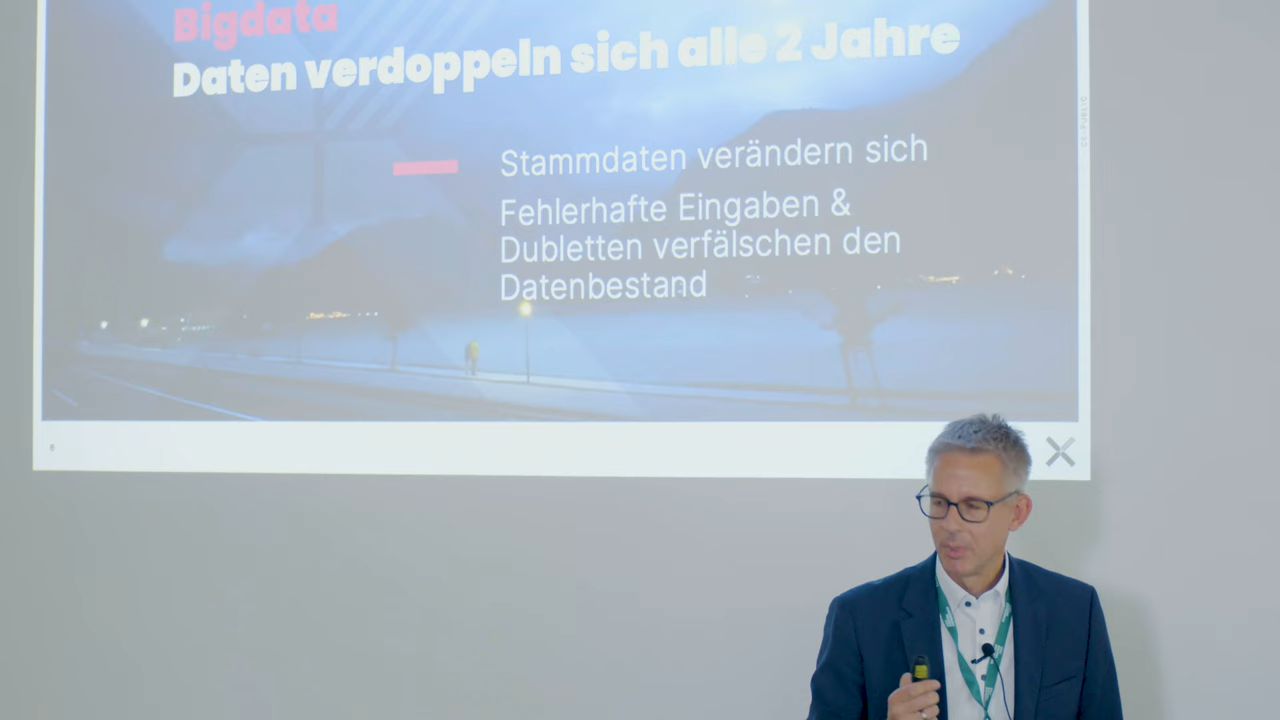 Bigdata
Daten verdoppeln sich alle 2 Jahre
Stammdaten verändern sich
Fehlerhafte Eingaben &
Dubletten verfälschen den
Datenbestand